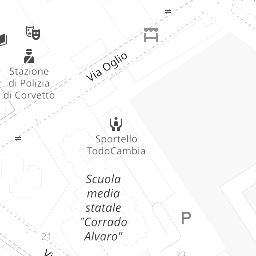 Via Oglio
Stazione
di Polizia
di Corvetto
Sportello
TodoCambia
Scuola
media
statale
"Corrado
Alvaro"
P
21
23